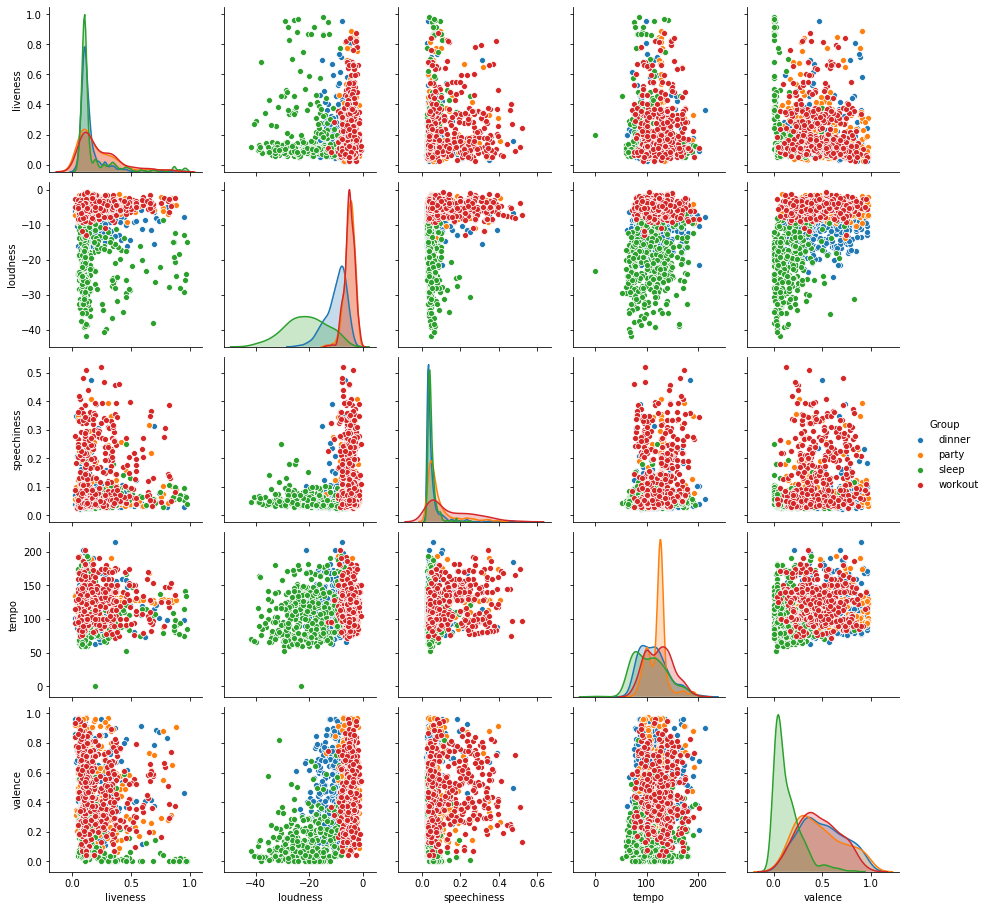 1.0
0.8
0.6
0.4
0.2
0.0
liveness
0
−10
−20
−30
−40
loudness
0.5
0.4
0.3
0.2
0.1
0.0
speechiness
Group
dinner
party
sleep
workout
200
150
100
50
0
tempo
1.0
0.8
0.6
0.4
0.2
0.0
valence
0.0 0.5 1.0 −40 −20 0 0.0 0.2 0.4 0.6 0 100 200 0.0 0.5 1.0
liveness loudness speechiness tempo valence